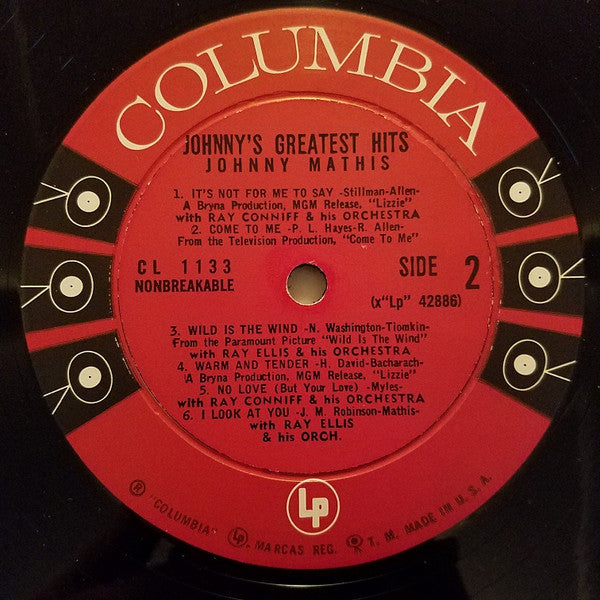 COLUMBIA
JOHNNY'S GREATEST HITS
JOHNNY MATHIS
1. IT'S NOT FOR ME TO SAY -Stillman-Allen-
A Bryna Production, MGM Release, "Lizzie"
with RAY CONNIFF & his ORCHESTRA
2. COME TO ME -P. L. Hayes-R. Allen-
From the Television Production, "Come To Me"
CL 1133
NONBREAKABLE
SIDE 2
(x"Lp" 42886)
3. WILD IS THE WIND -N. Washington-Tiomkin-
From the Paramount Picture "Wild Is The Wind"
with RAY ELLIS & his ORCHESTRA
4. WARM AND TENDER -H. David-Bacharach-
A Bryna Production, MGM Release, "Lizzie"
5. NO LOVE (But Your Love) -Myles-
with RAY CONNIFF & his ORCHESTRA
6. I LOOK AT YOU -J. M. Robinson-Mathis-
with RAY ELLIS
& his ORCH.
Lp
® "COLUMBIA" Lp. MARCAS REG. T. M. MADE IN U. S. A.